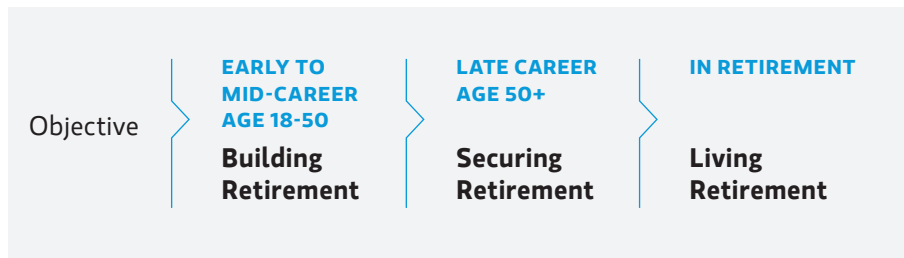 Objective
EARLY TO
MID-CAREER
AGE 18-50
Building
Retirement
LATE CAREER
AGE 50+
Securing
Retirement
IN RETIREMENT
Living
Retirement